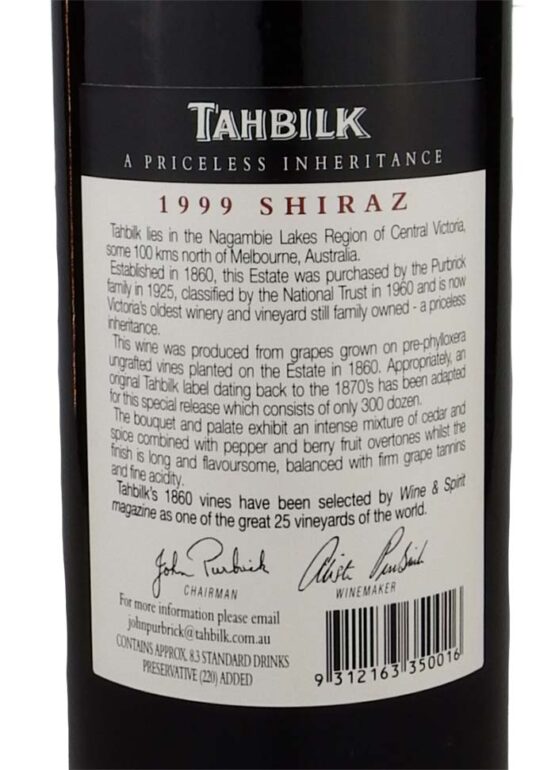 TAHBILK
A PRICELESS INHERITANCE
1999 SHIRAZ
Tahbilk lies in the Nagambie Lakes Region of Central Victoria,
some 100 kms north of Melbourne, Australia.
Established in 1860, this Estate was purchased by the Purbrick
family in 1925, classified by the National Trust in 1960 and is now
Victoria's oldest winery and vineyard still family owned - a priceless
inheritance.
This wine was produced from grapes grown on pre-phylloxera
ungrafted vines planted on the Estate in 1860. Appropriately, an
original Tahbilk label dating back to the 1870's has been adapted
for this special release which consists of only 300 dozen.
The bouquet and palate exhibit an intense mixture of cedar and
spice combined with pepper and berry fruit overtones whilst the
finish is long and flavoursome, balanced with firm grape tannins
and fine acidity.
Tahbilk's 1860 vines have been selected by Wine & Spirit
magazine as one of the great 25 vineyards of the world.
John Purbrick
Alister Purbrick
CHAIRMAN
WINEMAKER
For more information please email
johnpurbrick@tahbilk.com.au
CONTAINS APPROX. 8.3 STANDARD DRINKS
PRESERVATIVE (220) ADDED
9 312163 350016